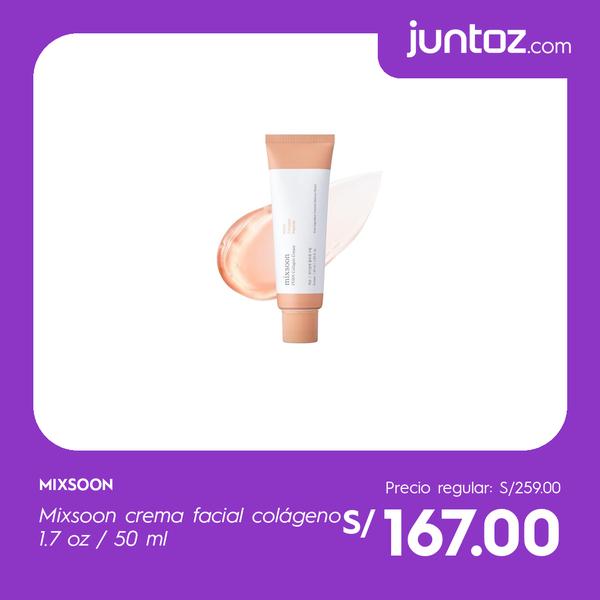 juntoz.com
mixsoon
MIXSOON
Precio regular: S/259.00
Mixsoon crema facial colágeno
1.7 oz / 50 ml
S/ 167.00